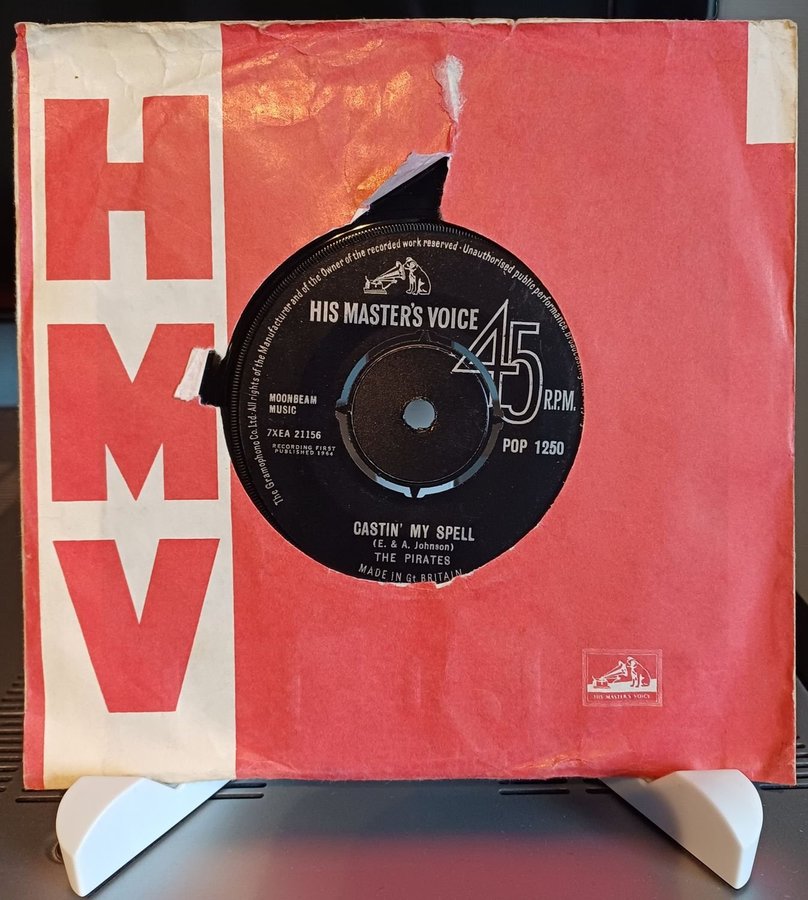 HMV
The Gramophone Co. Ltd. All rights of the Manufacturer and of the Owner of the recorded work reserved · Unauthorised public performance,
HIS MASTER'S VOICE
45
R.P.M.
MOONBEAM
MUSIC
7XEA 21156
RECORDING FIRST
PUBLISHED 1964
POP 1250
CASTIN' MY SPELL
(E. & A. Johnson)
THE PIRATES
MADE IN Gt. BRITAIN
HIS MASTER'S VOICE